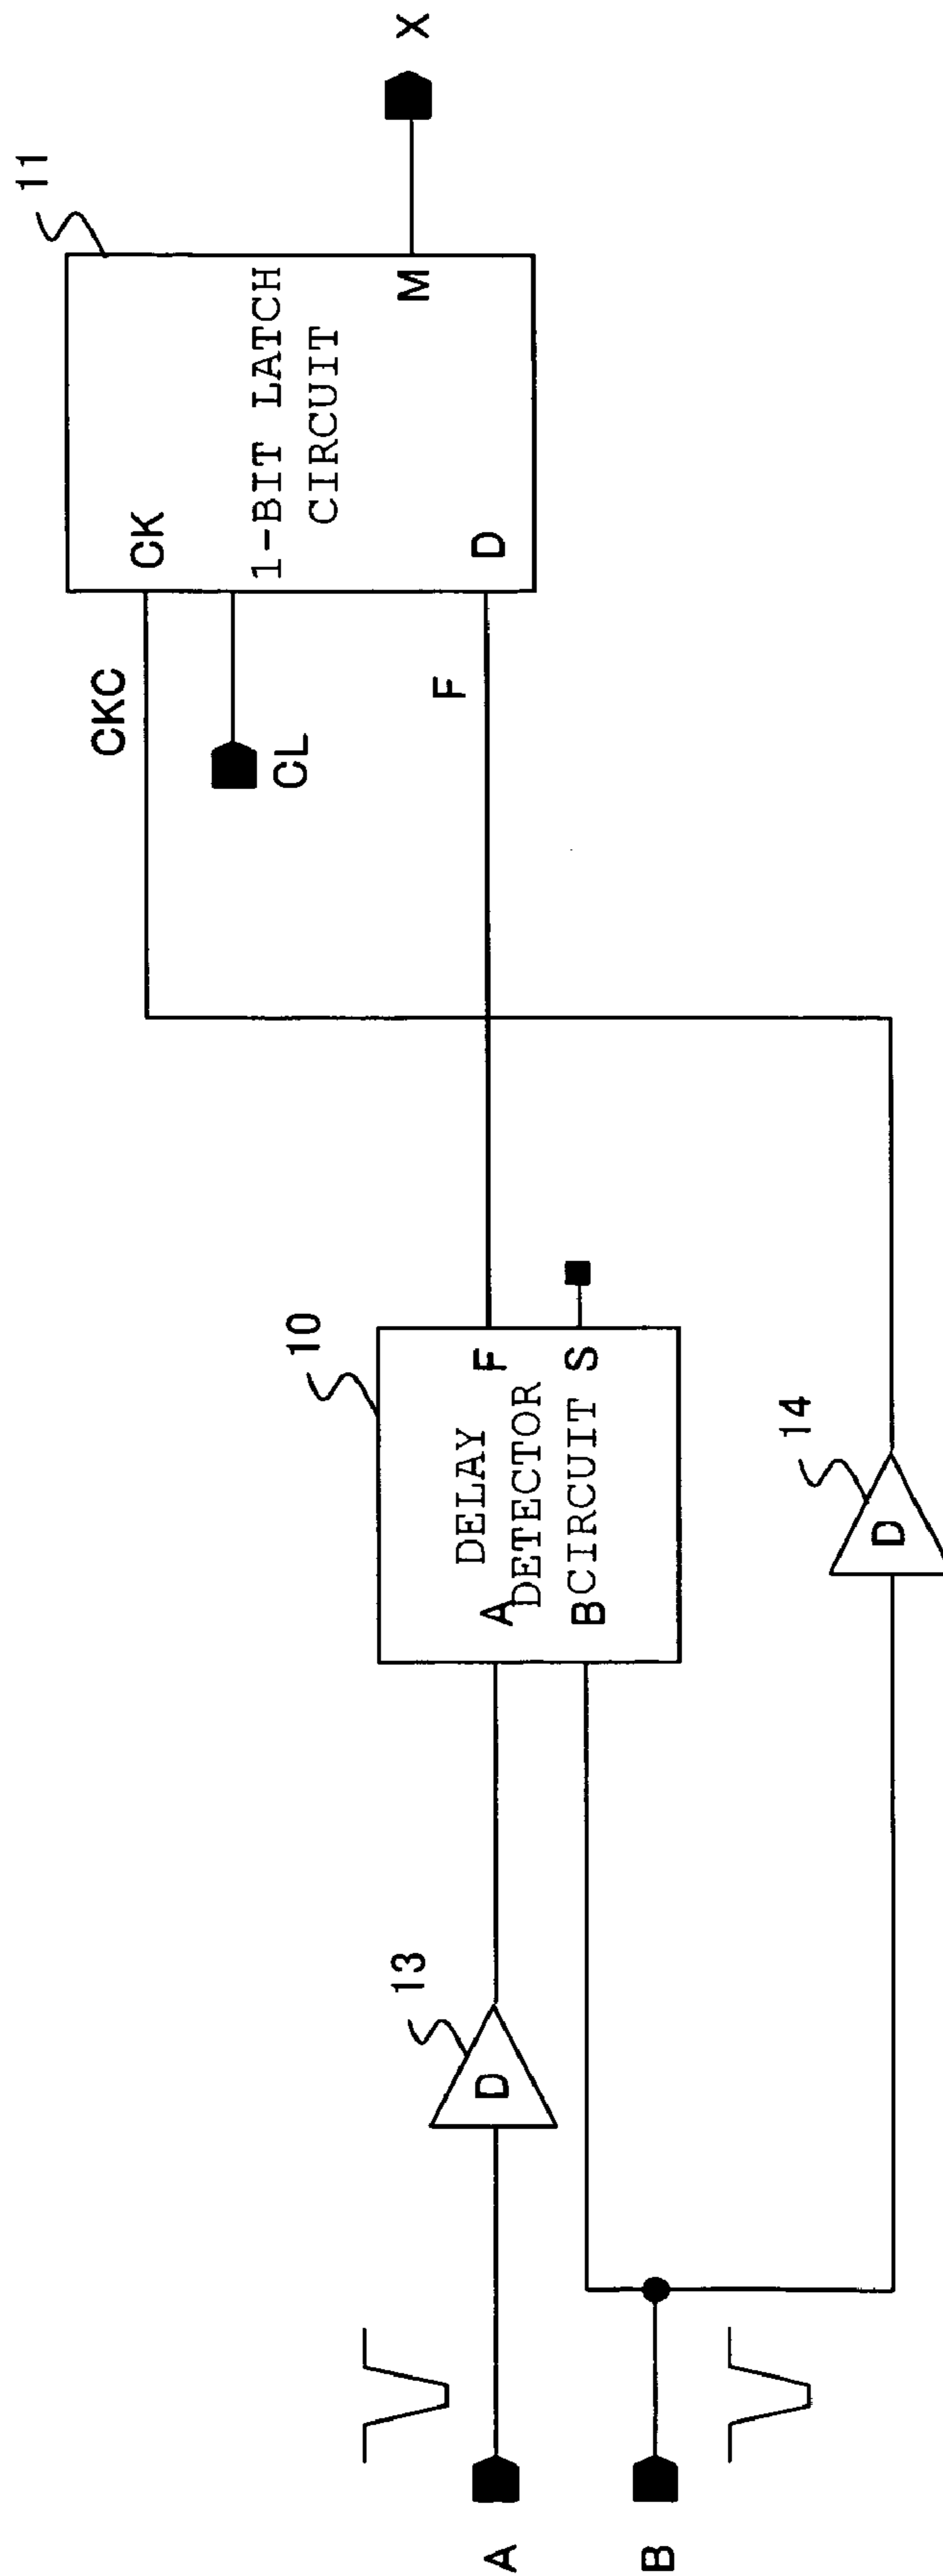 A
B
13
D
14
D
10
DELAY
DETECTOR
CIRCUIT
A
B
F
S
CKC
CL
F
11
CK
1-BIT LATCH
CIRCUIT
D
M
X